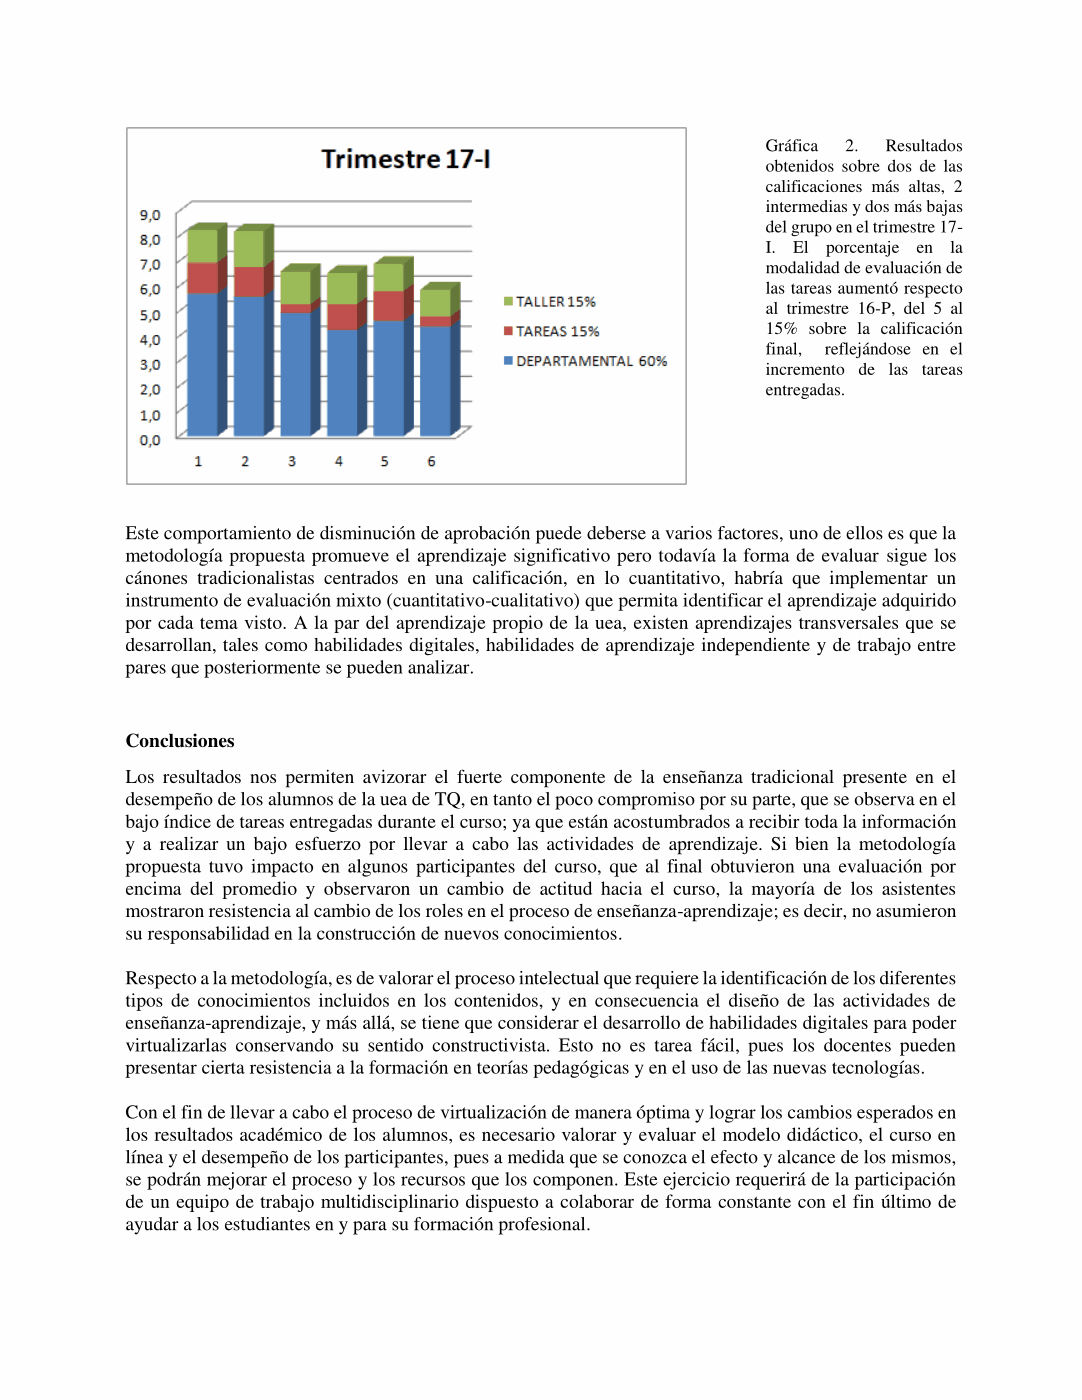 Trimestre 17-I
9,0
8,0
7,0
6,0
5,0
4,0
3,0
2,0
1,0
0,0
1 2 3 4 5 6
TALLER 15%
TAREAS 15%
DEPARTAMENTAL 60%
Gráfica 2. Resultados
obtenidos sobre dos de las
calificaciones más altas, 2
intermedias y dos más bajas
del grupo en el trimestre 17-
I. El porcentaje en la
modalidad de evaluación de
las tareas aumentó respecto
al trimestre 16-P, del 5 al
15% sobre la calificación
final, reflejándose en el
incremento de las tareas
entregadas.
Este comportamiento de disminución de aprobación puede deberse a varios factores, uno de ellos es que la
metodología propuesta promueve el aprendizaje significativo pero todavía la forma de evaluar sigue los
cánones tradicionalistas centrados en una calificación, en lo cuantitativo, habría que implementar un
instrumento de evaluación mixto (cuantitativo-cualitativo) que permita identificar el aprendizaje adquirido
por cada tema visto. A la par del aprendizaje propio de la uea, existen aprendizajes transversales que se
desarrollan, tales como habilidades digitales, habilidades de aprendizaje independiente y de trabajo entre
pares que posteriormente se pueden analizar.
Conclusiones
Los resultados nos permiten avizorar el fuerte componente de la enseñanza tradicional presente en el
desempeño de los alumnos de la uea de TQ, en tanto el poco compromiso por su parte, que se observa en el
bajo índice de tareas entregadas durante el curso; ya que están acostumbrados a recibir toda la información
y a realizar un bajo esfuerzo por llevar a cabo las actividades de aprendizaje. Si bien la metodología
propuesta tuvo impacto en algunos participantes del curso, que al final obtuvieron una evaluación por
encima del promedio y observaron un cambio de actitud hacia el curso, la mayoría de los asistentes
mostraron resistencia al cambio de los roles en el proceso de enseñanza-aprendizaje; es decir, no asumieron
su responsabilidad en la construcción de nuevos conocimientos.
Respecto a la metodología, es de valorar el proceso intelectual que requiere la identificación de los diferentes
tipos de conocimientos incluidos en los contenidos, y en consecuencia el diseño de las actividades de
enseñanza-aprendizaje, y más allá, se tiene que considerar el desarrollo de habilidades digitales para poder
virtualizarlas conservando su sentido constructivista. Esto no es tarea fácil, pues los docentes pueden
presentar cierta resistencia a la formación en teorías pedagógicas y en el uso de las nuevas tecnologías.
Con el fin de llevar a cabo el proceso de virtualización de manera óptima y lograr los cambios esperados en
los resultados académico de los alumnos, es necesario valorar y evaluar el modelo didáctico, el curso en
línea y el desempeño de los participantes, pues a medida que se conozca el efecto y alcance de los mismos,
se podrán mejorar el proceso y los recursos que los componen. Este ejercicio requerirá de la participación
de un equipo de trabajo multidisciplinario dispuesto a colaborar de forma constante con el fin último de
ayudar a los estudiantes en y para su formación profesional.